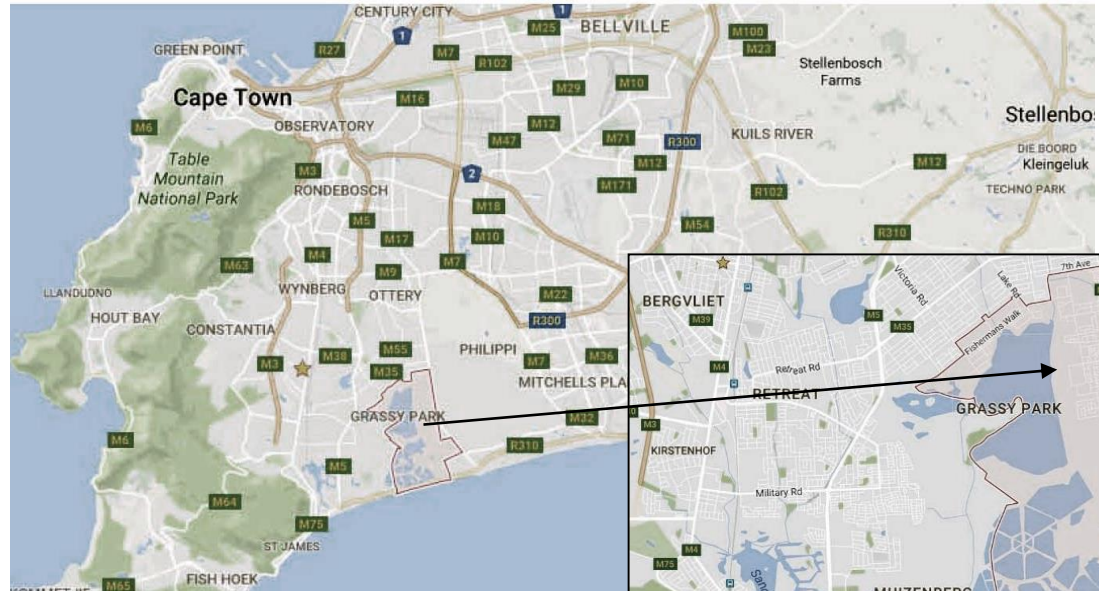 CENTURY CITY
1
M25
BELLVILLE
M100
M23
GREEN POINT
R27
1
M7
R102
Stellenbosch
Farms
Cape Town
M16
M29
M10
Stellenbo
M6
OBSERVATORY
M12
M47
M71
R300
KUILS RIVER
DIE BOORD
Kleingeluk
Table
Mountain
National Park
M3
RONDEBOSCH
2
M12
M171
M12
R102
TECHNO PARK
M18
M5
M17
M10
M54
R310
M4
M63
M9
M7
WYNBERG
OTTERY
LLANDUDNO
HOUT BAY
M22
R300
CONSTANTIA
PHILIPPI
M3
M38
M55
M35
M7
M36
MITCHELLS PLA
GRASSY PARK
M32
R310
M6
M5
M64
M75
ST JAMES
FISH HOEK
M65
7th Ave
Lake Rd
Victoria Rd
BERGVLIET
M39
M5
M35
Fishermans Walk
M4
Retreat Rd
RETREAT
GRASSY PARK
M3
KIRSTENHOF
Military Rd
M4
M75
Sand
MUIZENBERG